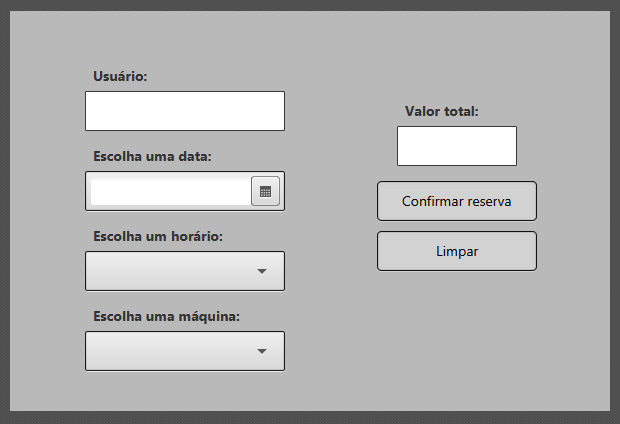 Usuário:
Escolha uma data:
Escolha um horário:
Escolha uma máquina:
Valor total:
Confirmar reserva
Limpar